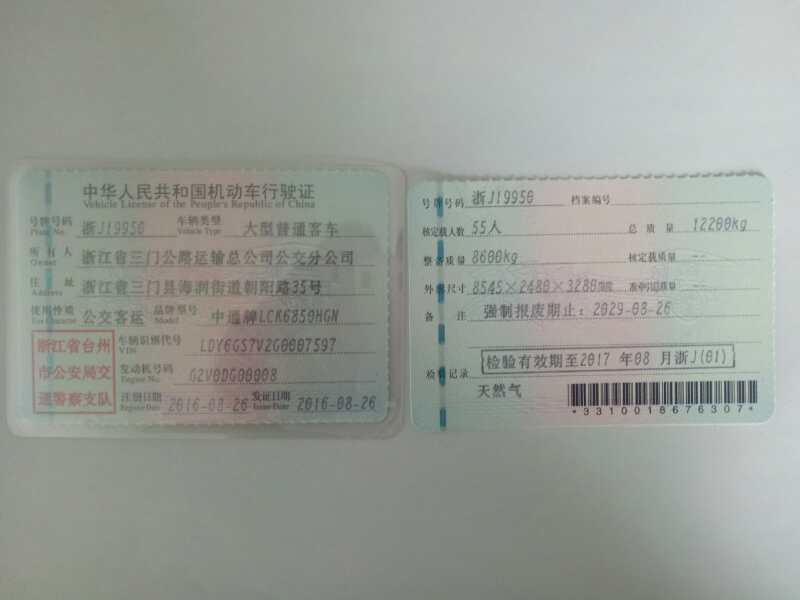 中华人民共和国机动车行驶证
Vehicle License of the People's Republic of China
号牌号码 浙J19950 车辆类型 大型普通客车
Plate No. Vehicle Type
所有人 浙江省三门公路运输总公司公交分公司
Owner
住址 浙江省三门县海润街道朝阳路35号
Address
使用性质 公交客运 品牌型号 中通牌LCK6850HGN
Use Character Model
浙江省台州
市公安局交
通警察支队
车辆识别代号 LDY6GS7V2G0007597
VIN
发动机号码 G2V0DG00008
Engine No.
注册日期 2016-08-26 发证日期 2016-08-26
Register Date Issue Date
号牌号码 浙J19950 档案编号
核定载人数 55人 总质量 12200kg
整备质量 8600kg 核定载质量 --
外廓尺寸 8545×2480×3280 准牵引总质量 --
备注 强制报废期止:2029-08-26
检验记录 检验有效期至2017 年08 月浙J(01)
天然气
*3310018676307*